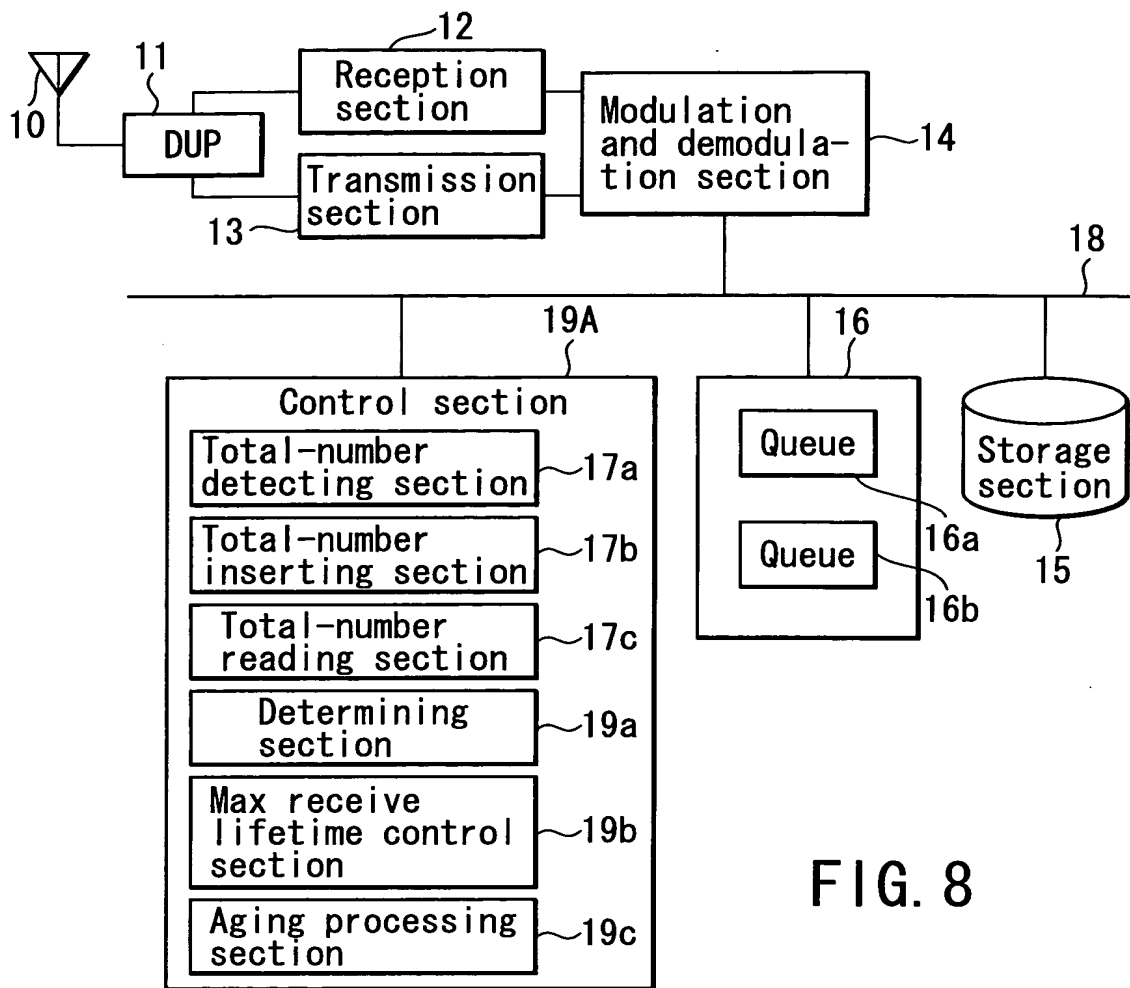 12
Reception
section
11
10
DUP
Modulation
and demodula-
tion section
14
Transmission
section
13
18
19A
16
Control section
Total-number
detecting section
17a
Total-number
inserting section
17b
Total-number
reading section
17c
Determining
section
19a
Max receive
lifetime control
section
19b
Aging processing
section
19c
Queue
16a
Queue
16b
Storage
section
15
FIG. 8